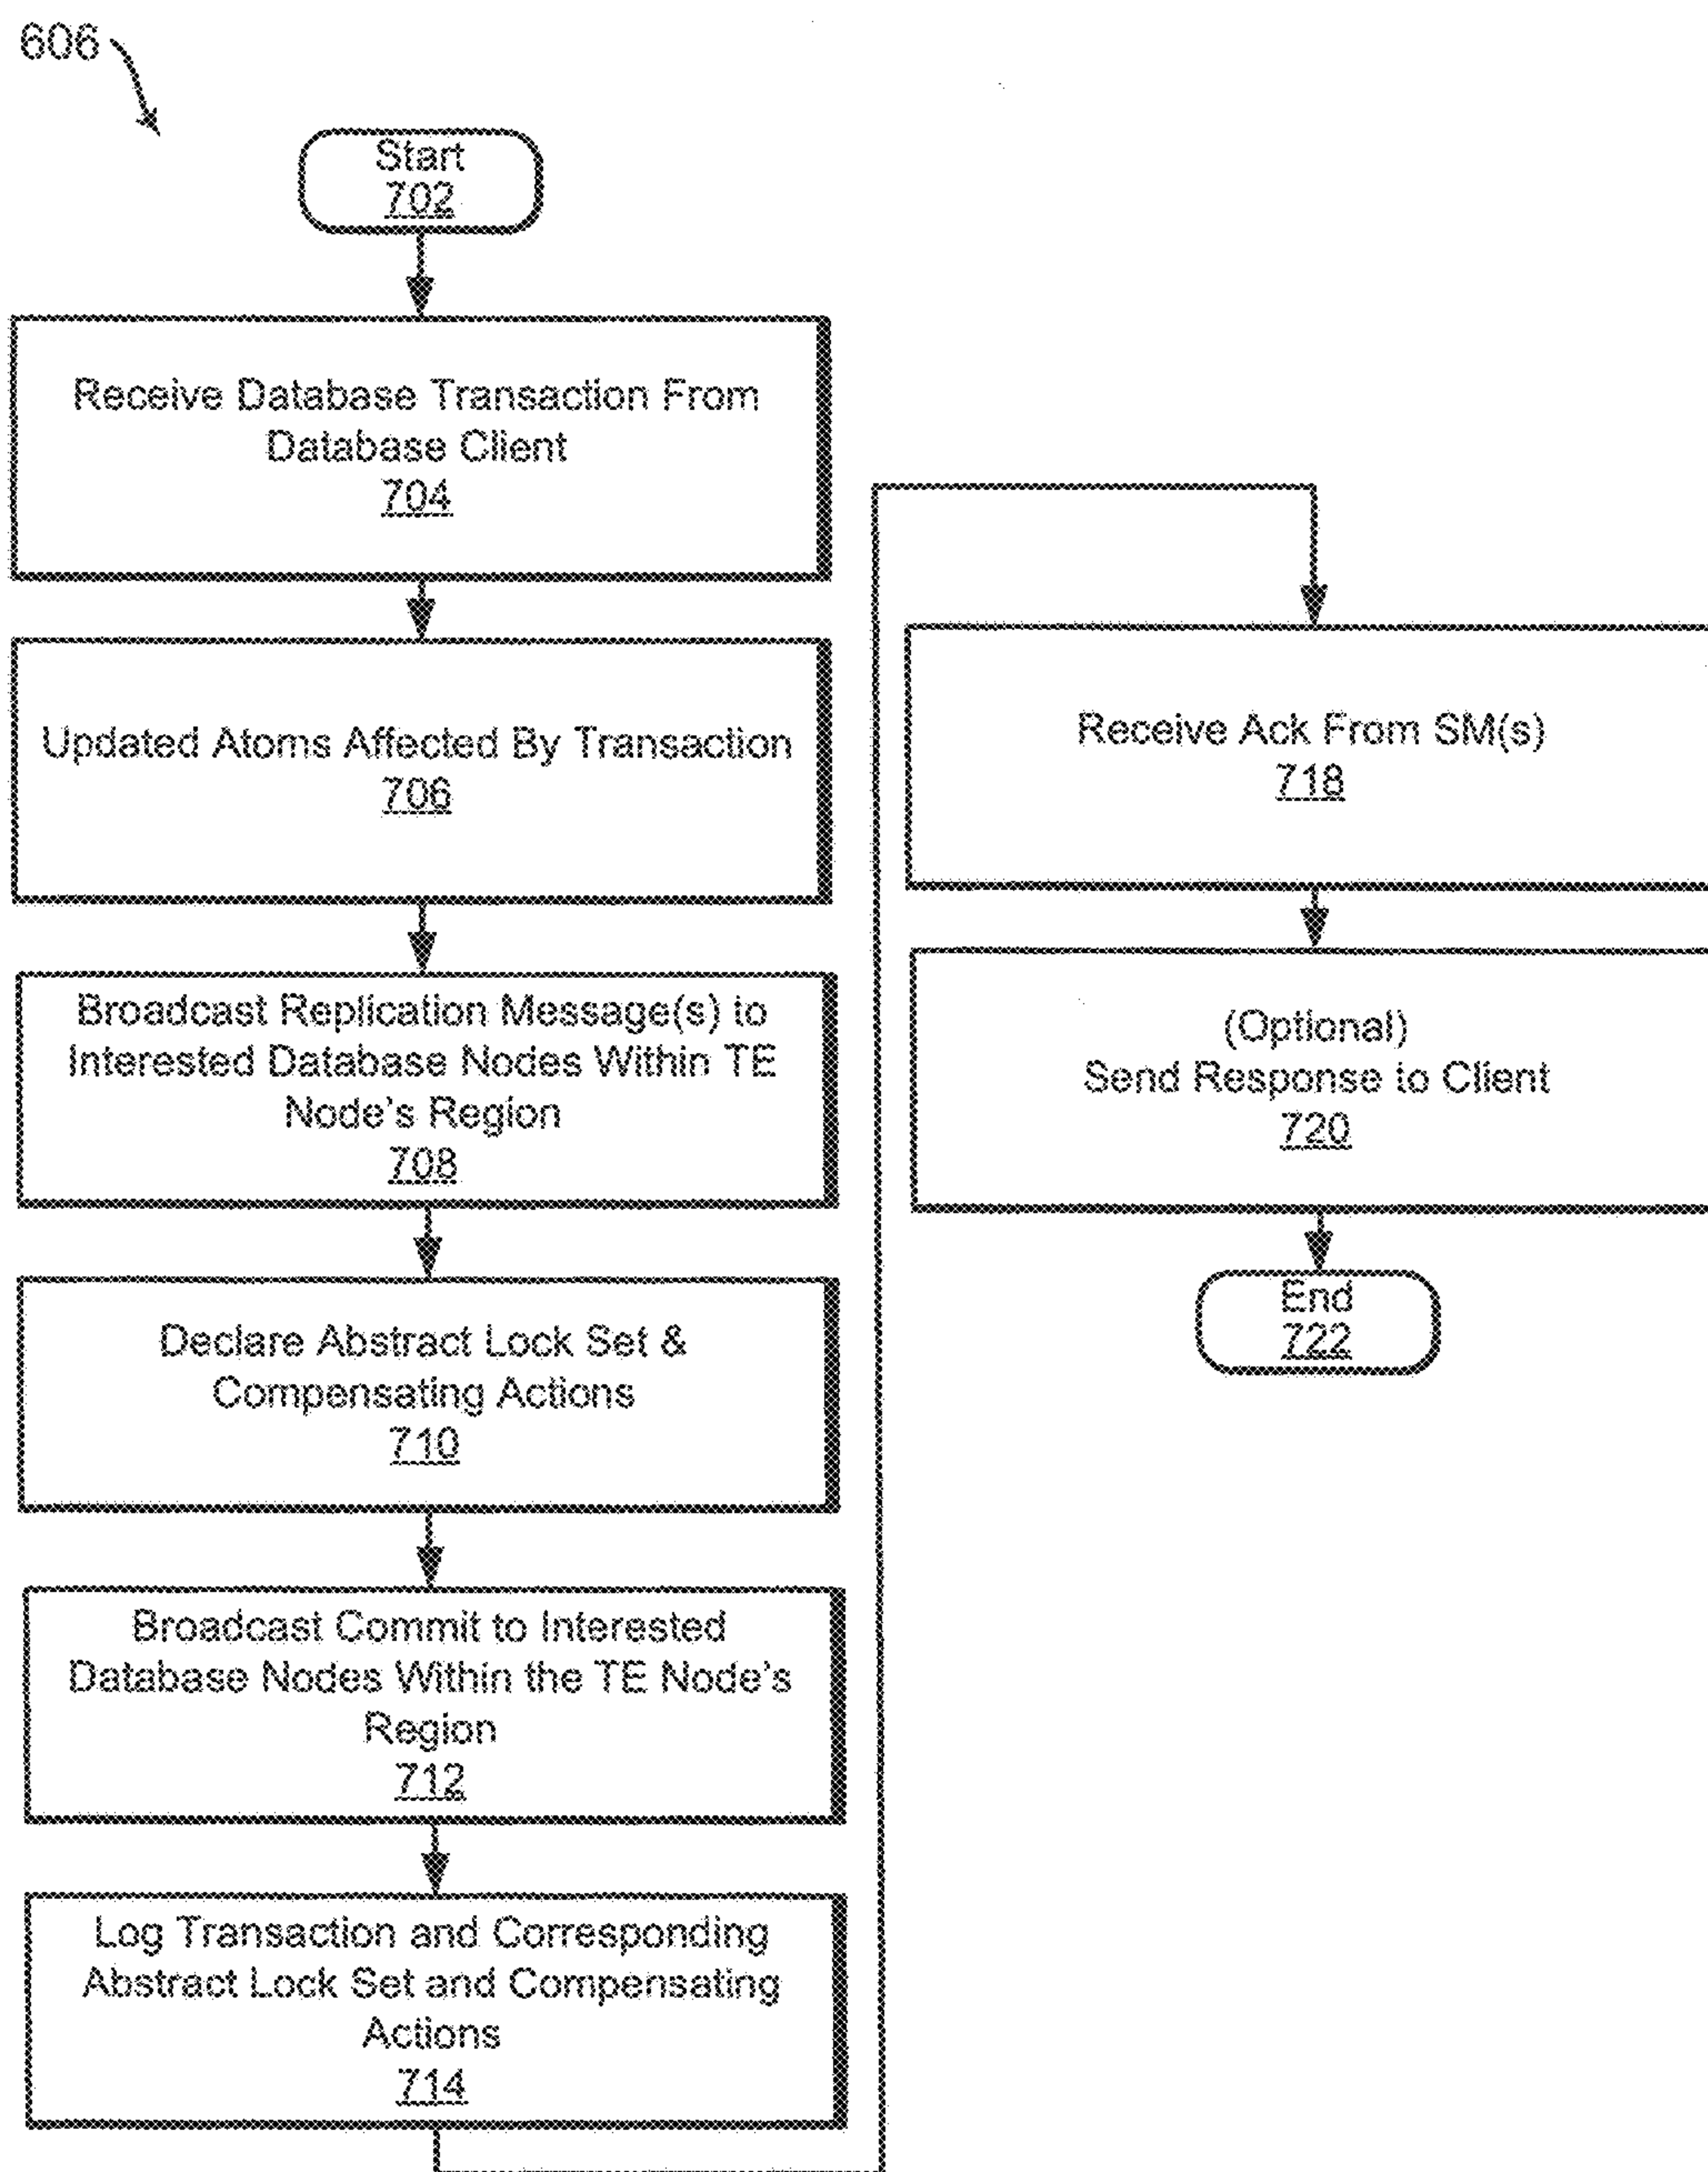 606
Start
702
Receive Database Transaction From
Database Client
704
Updated Atoms Affected By Transaction
706
Broadcast Replication Message(s) to
Interested Database Nodes Within TE
Node's Region
708
Declare Abstract Lock Set &
Compensating Actions
710
Broadcast Commit to Interested
Database Nodes Within the TE Node's
Region
712
Log Transaction and Corresponding
Abstract Lock Set and Compensating
Actions
714
Receive Ack From SM(s)
718
(Optional)
Send Response to Client
720
End
722